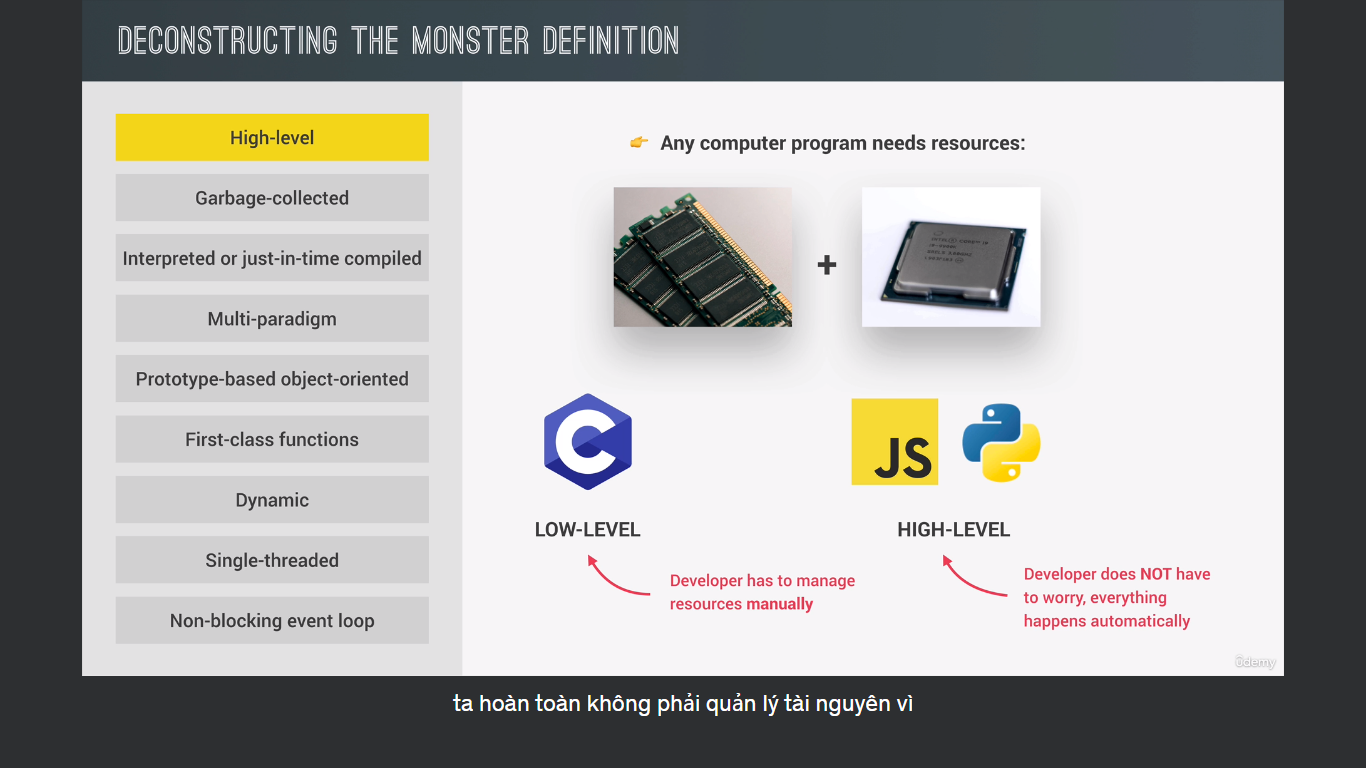 DECONSTRUCTING THE MONSTER DEFINITION
High-level
Garbage-collected
Interpreted or just-in-time compiled
Multi-paradigm
Prototype-based object-oriented
First-class functions
Dynamic
Single-threaded
Non-blocking event loop
👉 Any computer program needs resources:
+
C
JS
LOW-LEVEL
HIGH-LEVEL
Developer has to manage
resources manually
Developer does NOT have
to worry, everything
happens automatically
ûdemy
ta hoàn toàn không phải quản lý tài nguyên vì